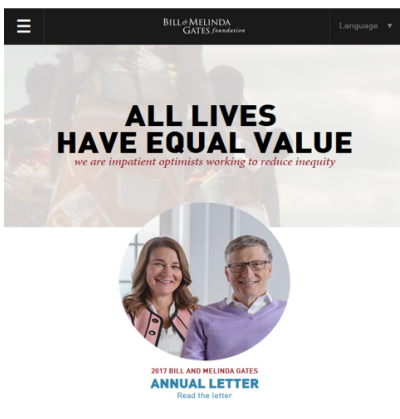 BILL & MELINDA
GATES foundation
Language
ALL LIVES
HAVE EQUAL VALUE
we are impatient optimists working to reduce inequity
2017 BILL AND MELINDA GATES
ANNUAL LETTER
Read the letter